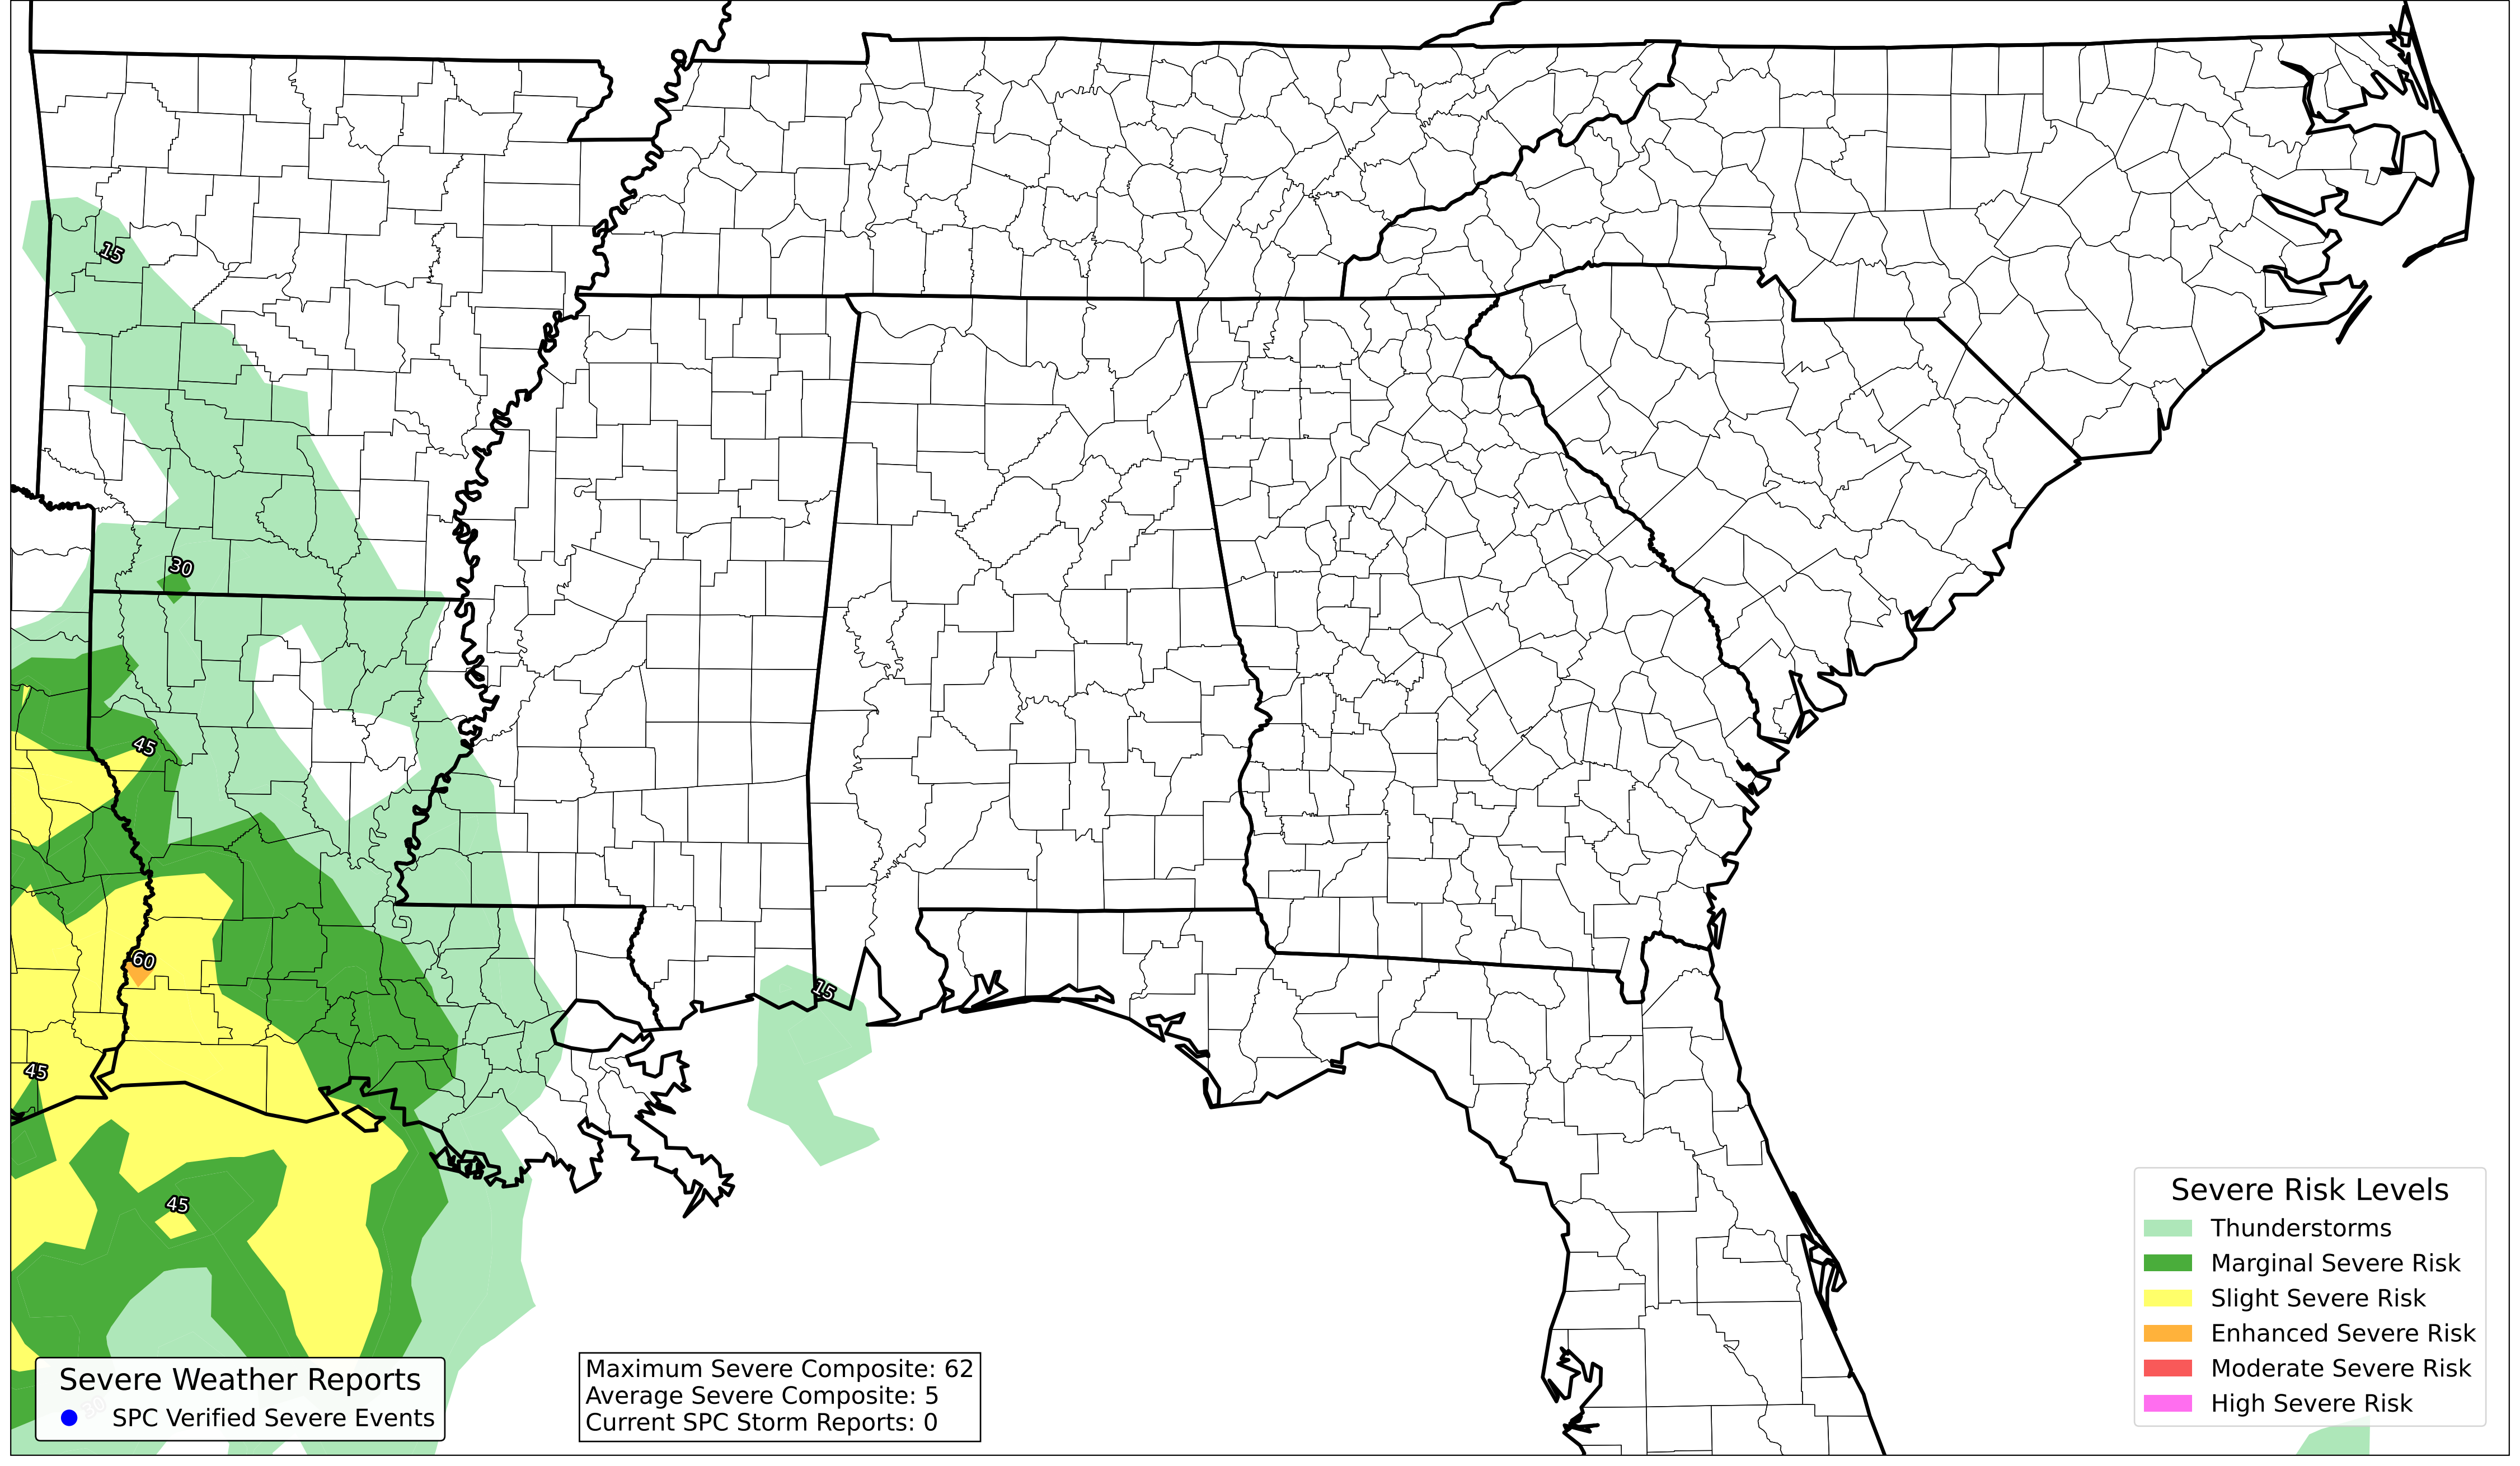 15
30
45
60
15
45
45
30
Severe Risk Levels
Thunderstorms
Marginal Severe Risk
Slight Severe Risk
Enhanced Severe Risk
Moderate Severe Risk
High Severe Risk
Severe Weather Reports
SPC Verified Severe Events
Maximum Severe Composite: 62
Average Severe Composite: 5
Current SPC Storm Reports: 0